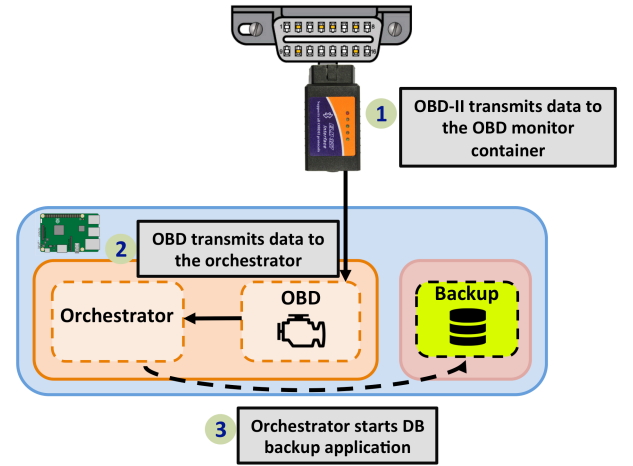 1
OBD-II transmits data to
the OBD monitor
container
2
OBD transmits data to
the orchestrator
Orchestrator
OBD
Backup
3
Orchestrator starts DB
backup application